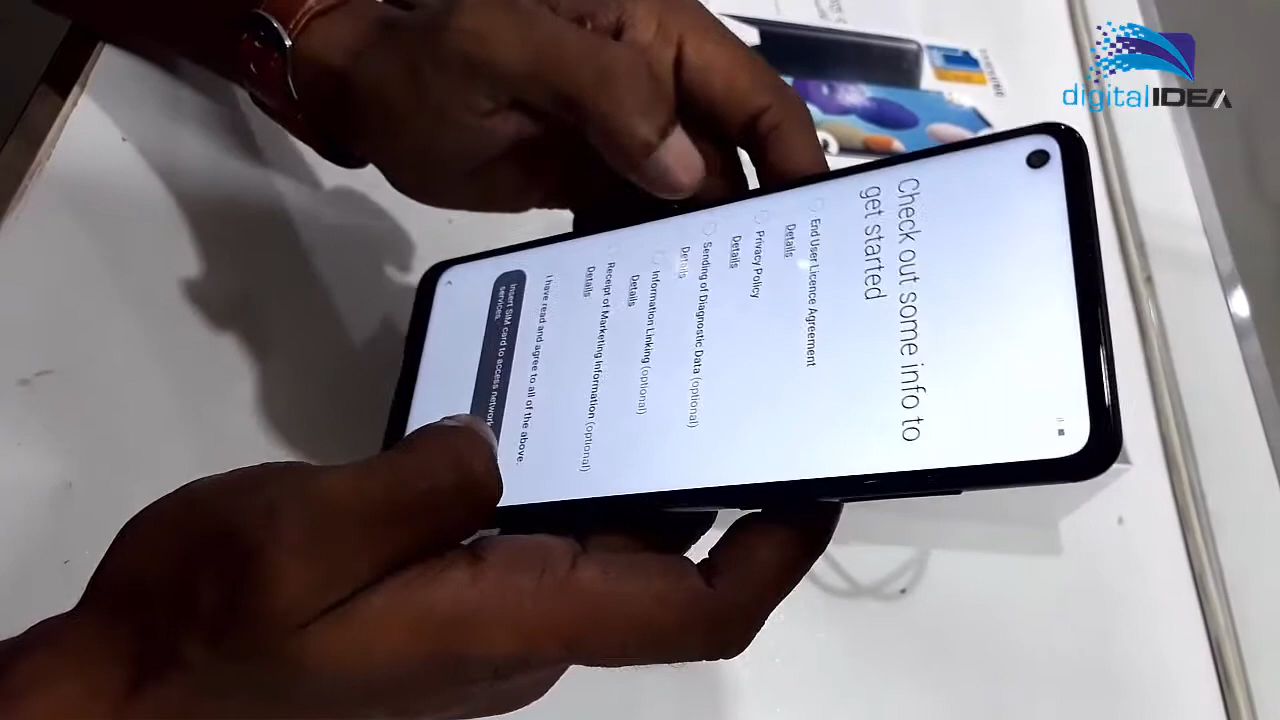 digitalIDEA
Check out some info to
get started
End User Licence Agreement
Details
Privacy Policy
Details
Sending of Diagnostic Data (optional)
Details
Information Linking (optional)
Details
Receipt of Marketing Information (optional)
Details
I have read and agree to all of the above.
Insert SIM card to access network
services.